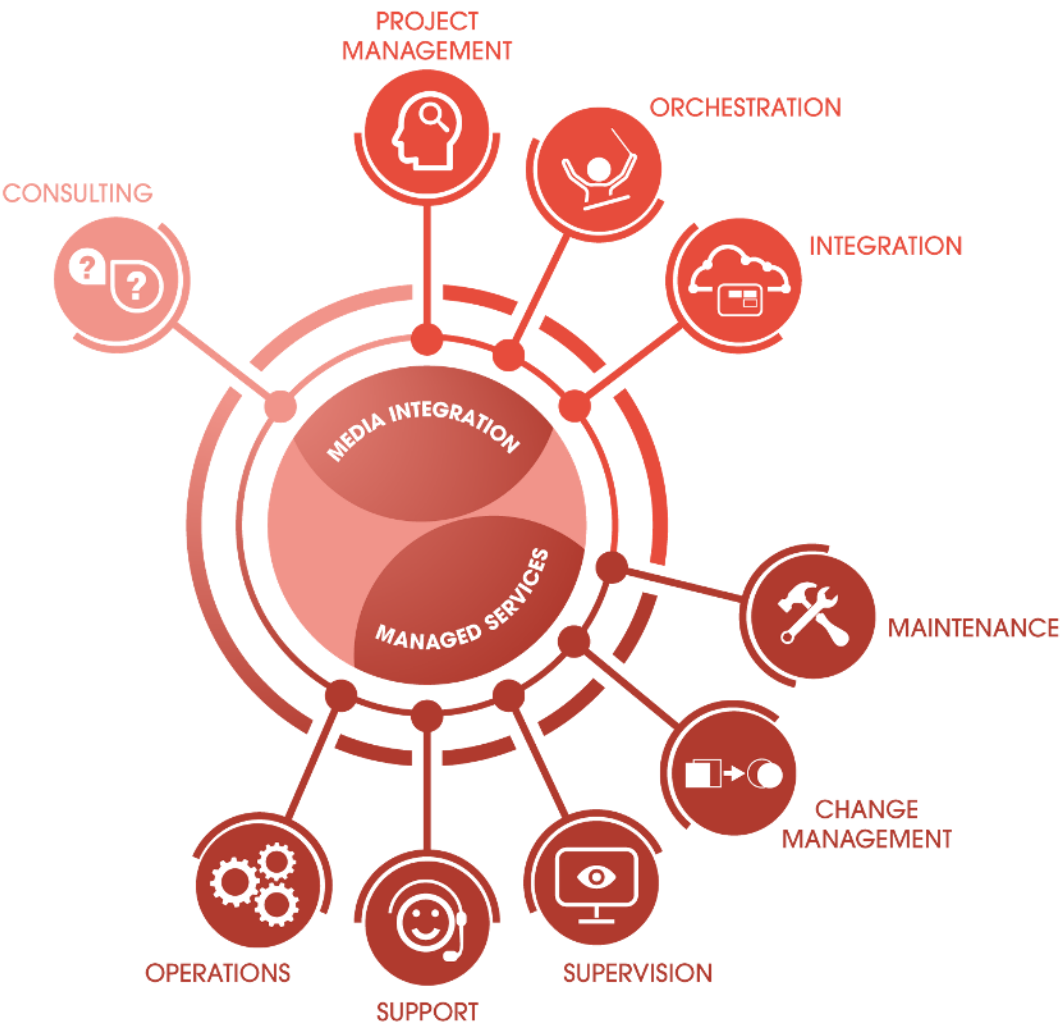 PROJECT
MANAGEMENT
ORCHESTRATION
CONSULTING
INTEGRATION
? ?
MEDIA INTEGRATION
MANAGED SERVICES
MAINTENANCE
CHANGE
MANAGEMENT
OPERATIONS
SUPERVISION
SUPPORT